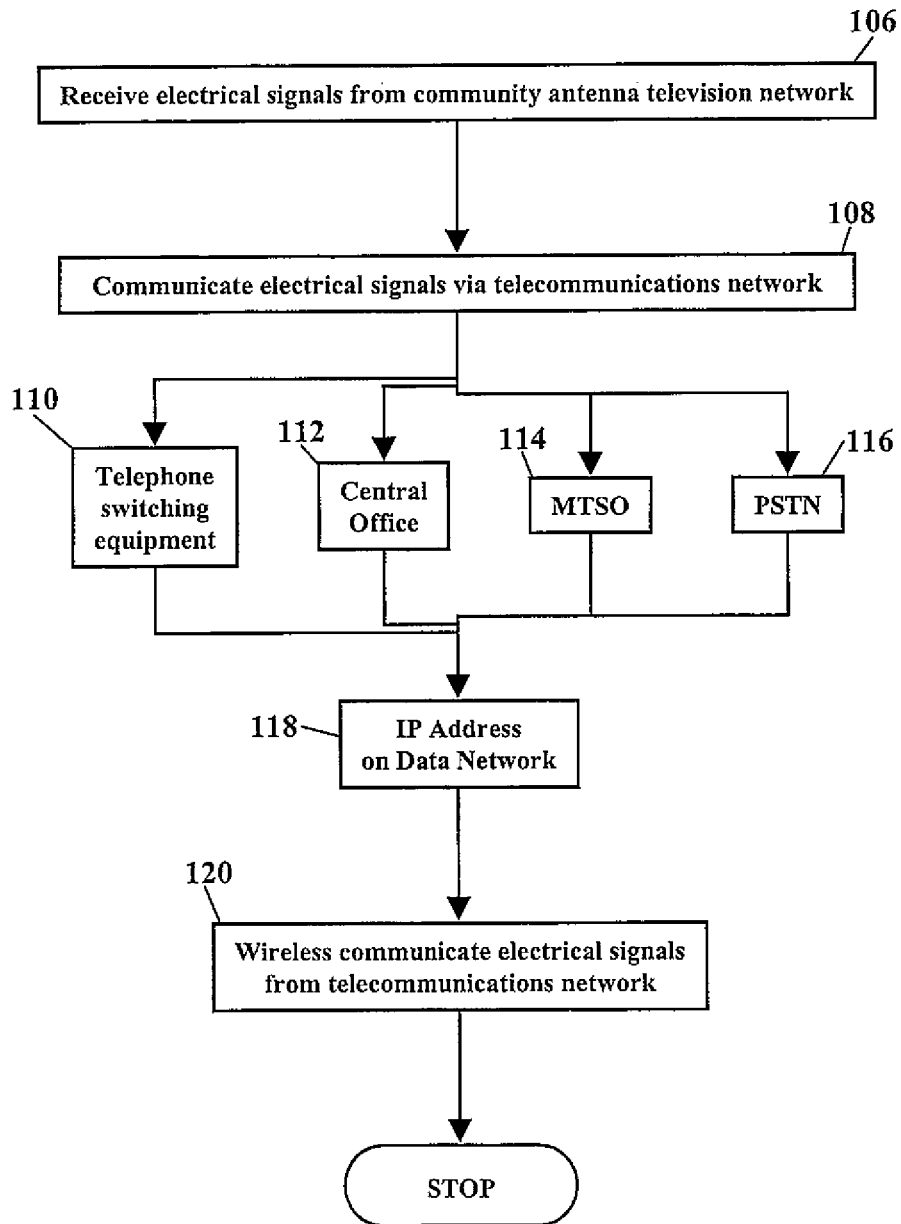 106
Receive electrical signals from community antenna television network
108
Communicate electrical signals via telecommunications network
110
Telephone
switching
equipment
112
Central
Office
114
MTSO
116
PSTN
118
IP Address
on Data Network
120
Wireless communicate electrical signals
from telecommunications network
STOP